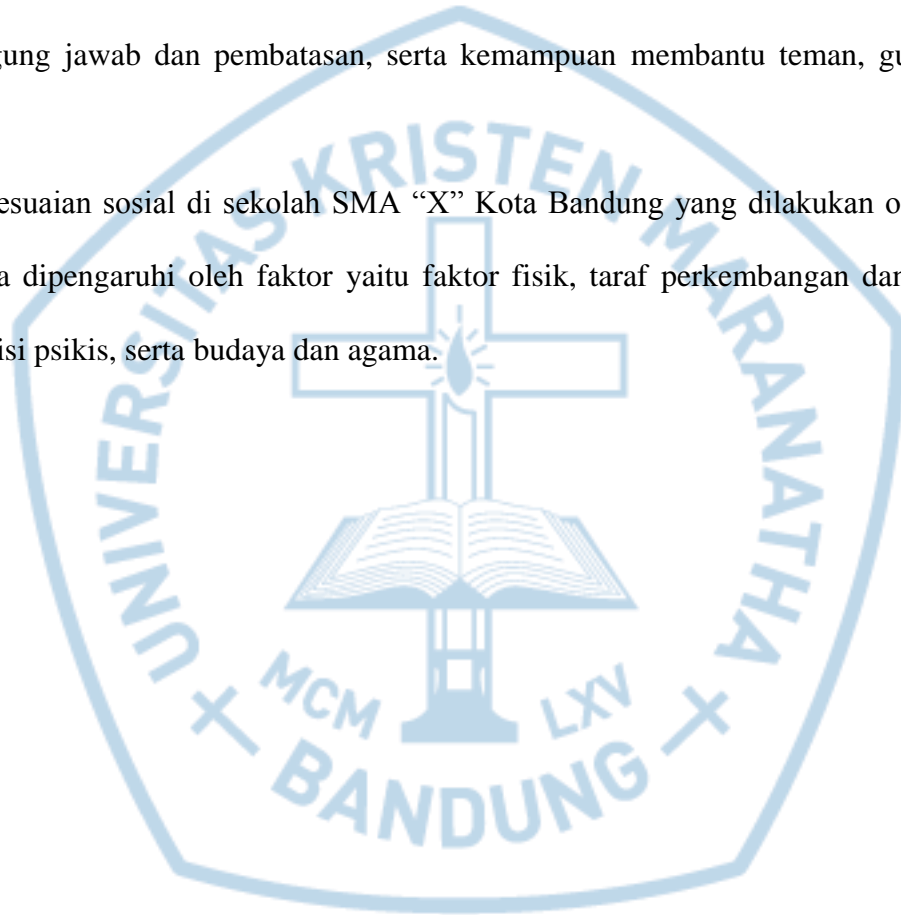 gung jawab dan pembatasan, serta kemampuan membantu teman, gu
esuaian sosial di sekolah SMA “X” Kota Bandung yang dilakukan o
a dipengaruhi oleh faktor yaitu faktor fisik, taraf perkembangan dan
isi psikis, serta budaya dan agama.
UNIVERSITAS KRISTEN MARANATHA
MCM LXV
BANDUNG